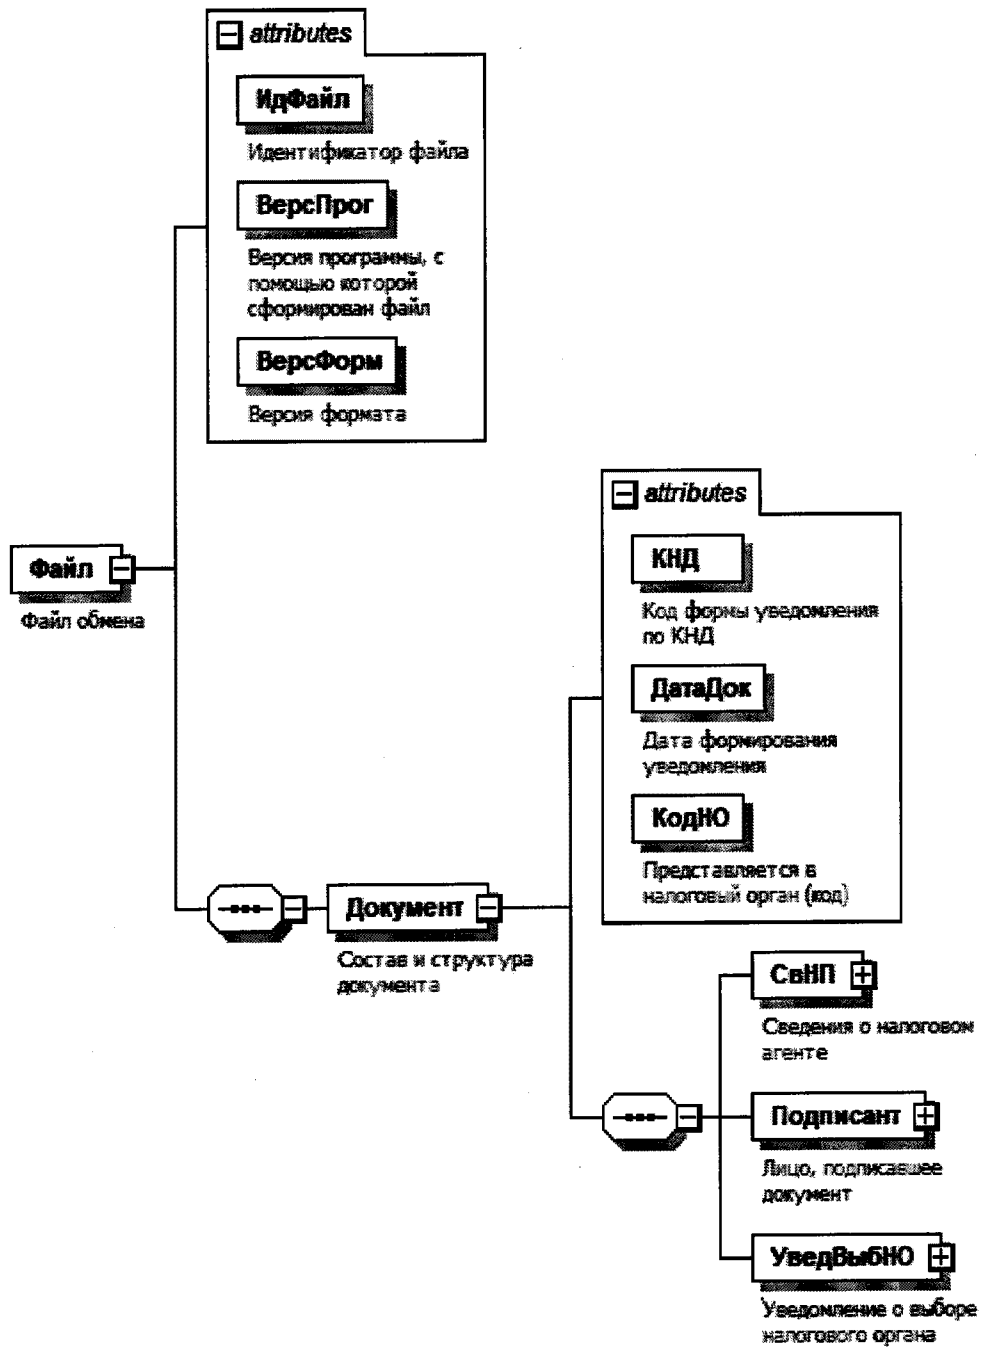 attributes
ИдФайл
Идентификатор файла
ВерсПрог
Версия программы, с
помощью которой
сформирован файл
ВерсФорм
Версия формата
Файл
Файл обмена
attributes
КНД
Код формы уведомления
по КНД
ДатаДок
Дата формирования
уведомления
КодНО
Представляется в
налоговый орган (код)
Документ
Состав и структура
документа
СвНП
Сведения о налоговом
агенте
Подписант
Лицо, подписавшее
документ
УведВыбНО
Уведомление о выборе
налогового органа